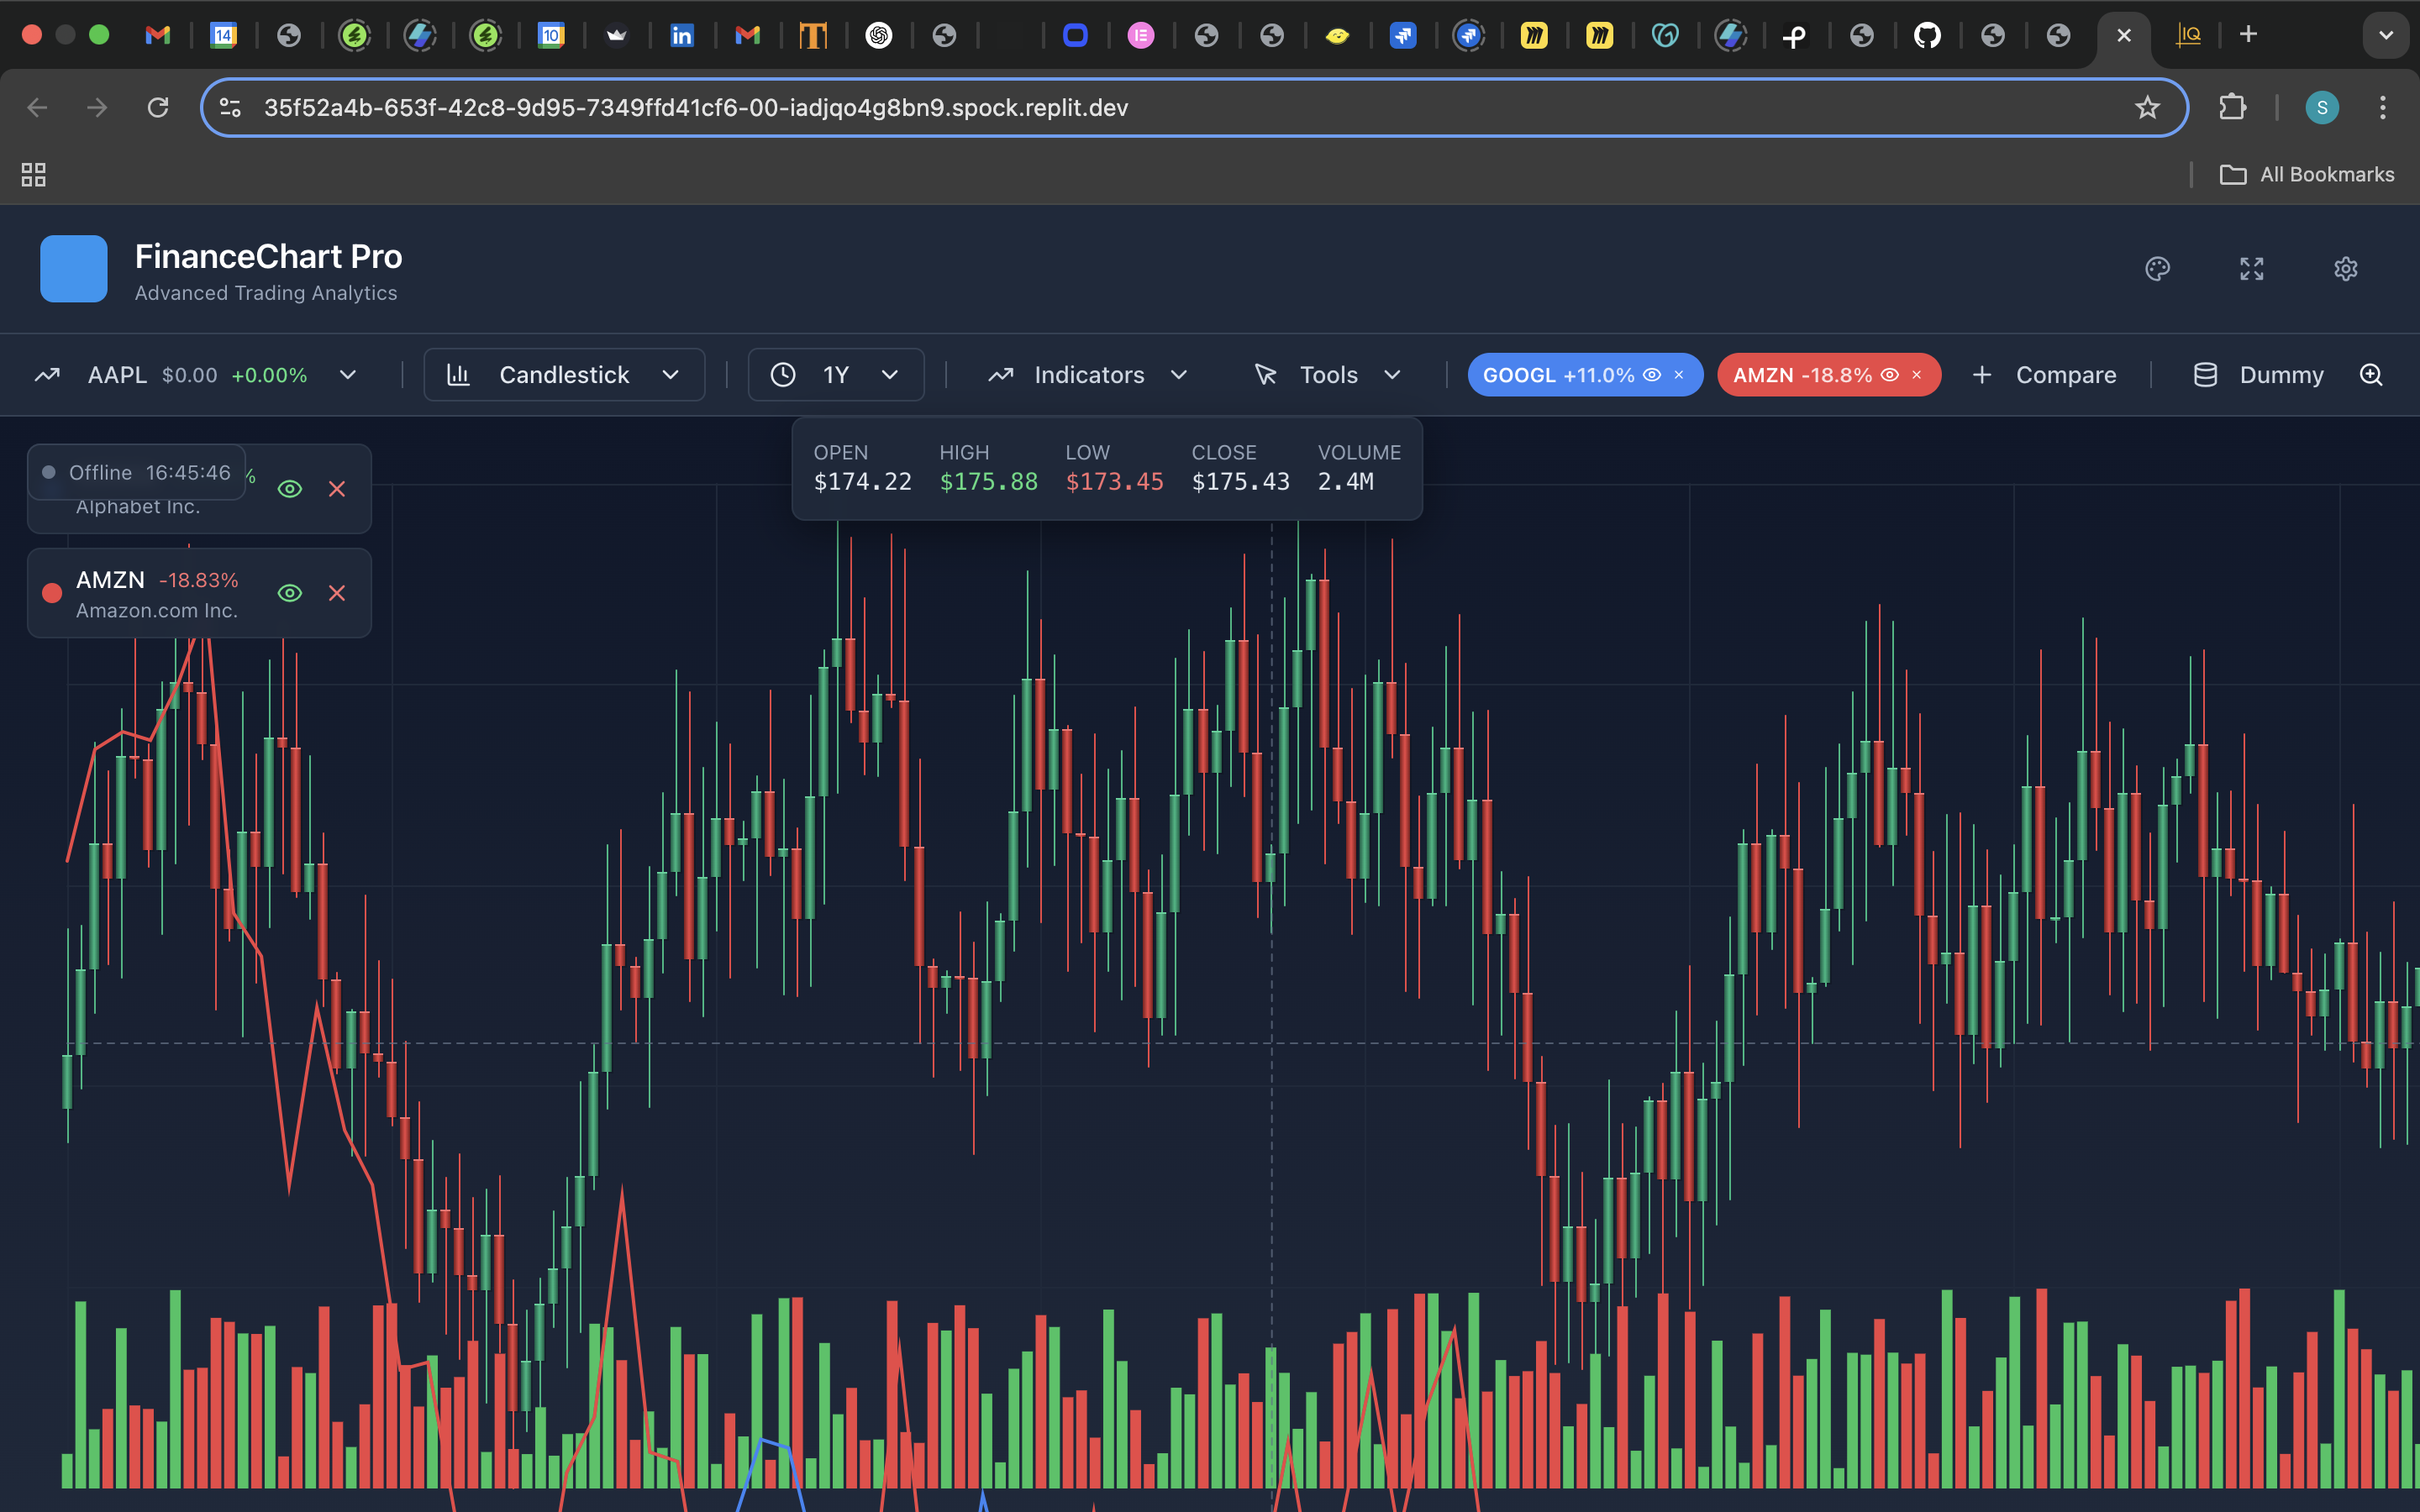 14
10
IQ
35f52a4b-653f-42c8-9d95-7349ffd41cf6-00-iadjqo4g8bn9.spock.replit.dev
S
All Bookmarks
FinanceChart Pro
Advanced Trading Analytics
AAPL $0.00 +0.00%
Candlestick
1Y
Indicators
Tools
GOOGL +11.0%
AMZN -18.8%
Compare
Dummy
Offline 16:45:46
%
Alphabet Inc.
AMZN -18.83%
Amazon.com Inc.
OPEN HIGH LOW CLOSE VOLUME
$174.22 $175.88 $173.45 $175.43 2.4M